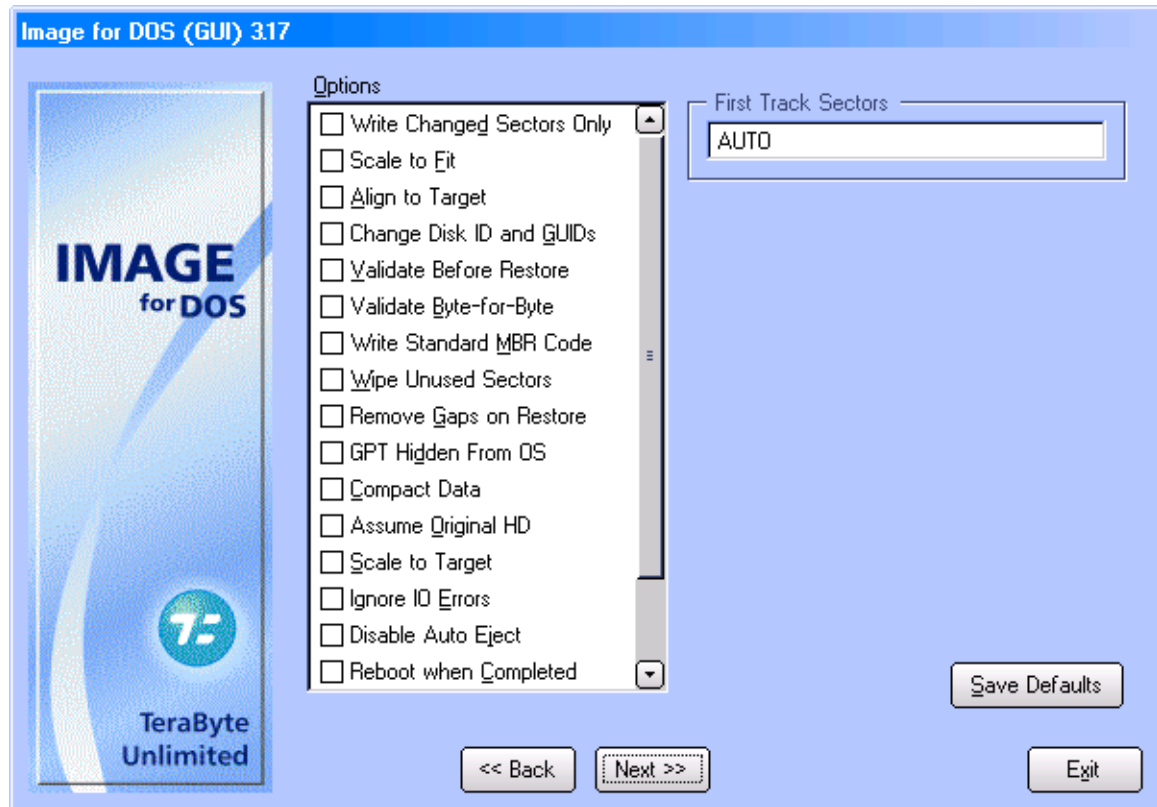 Image for DOS (GUI) 3.17
IMAGE
for DOS
TeraByte
Unlimited
Options
Write Changed Sectors Only
Scale to Fit
Align to Target
Change Disk ID and GUIDs
Validate Before Restore
Validate Byte-for-Byte
Write Standard MBR Code
Wipe Unused Sectors
Remove Gaps on Restore
GPT Hidden From OS
Compact Data
Assume Original HD
Scale to Target
Ignore IO Errors
Disable Auto Eject
Reboot when Completed
First Track Sectors
AUTO
Save Defaults
<< Back
Next >>
Exit